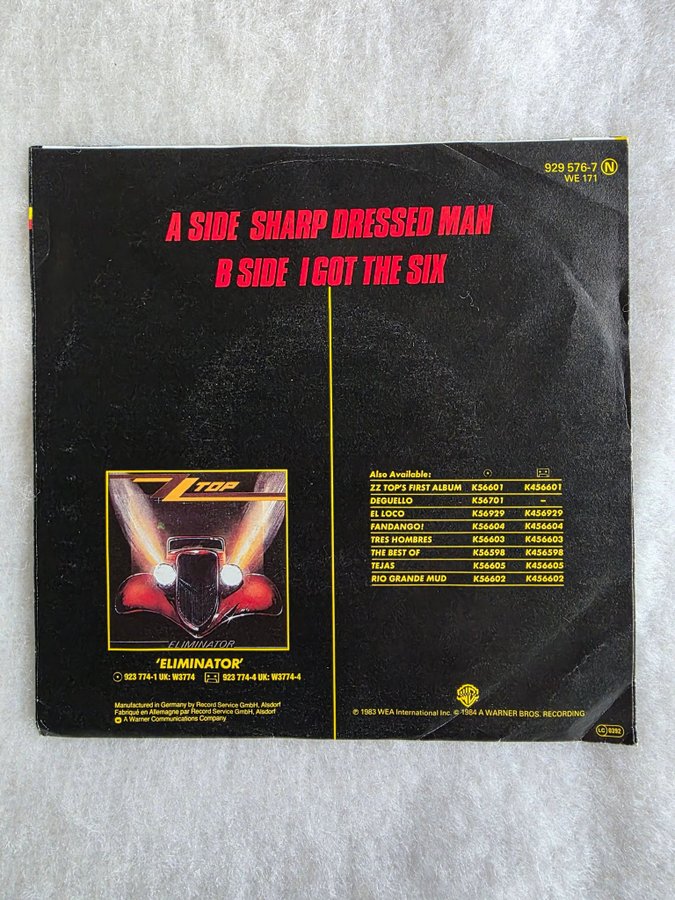 929 576-7 N
WE 171
A SIDE SHARP DRESSED MAN
B SIDE I GOT THE SIX
ZZ TOP
ELIMINATOR
'ELIMINATOR'
923 774-1 UK: W3774 923 774-4 UK: W3774-4
Manufactured in Germany by Record Service GmbH, Alsdorf
Fabriqué en Allemagne par Record Service GmbH, Alsdorf
A Warner Communications Company
Also Available:
ZZ TOP'S FIRST ALBUM K56601 K456601
DEGUELLO K56701 –
EL LOCO K56929 K456929
FANDANGO! K56604 K456604
TRES HOMBRES K56603 K456603
THE BEST OF K56598 K456598
TEJAS K56605 K456605
RIO GRANDE MUD K56602 K456602
℗ 1983 WEA International Inc. © 1984 A WARNER BROS. RECORDING
LC 0392